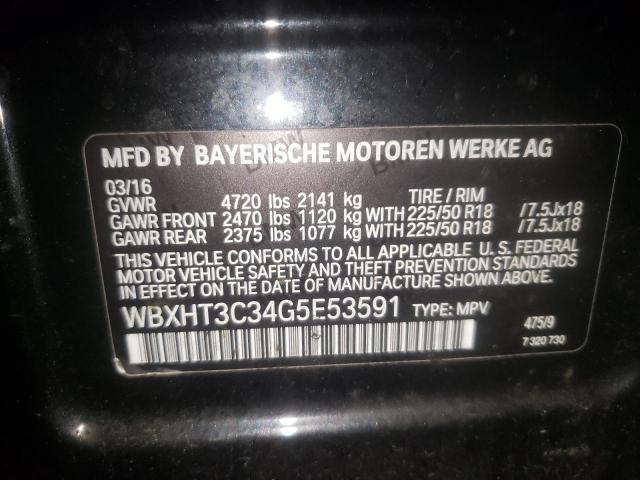 MFD BY BAYERISCHE MOTOREN WERKE AG
03/16 TIRE / RIM
GVWR 4720 lbs 2141 kg
GAWR FRONT 2470 lbs 1120 kg WITH 225/50 R18 / 7.5Jx18
GAWR REAR 2375 lbs 1077 kg WITH 225/50 R18 / 7.5Jx18
THIS VEHICLE CONFORMS TO ALL APPLICABLE U. S. FEDERAL
MOTOR VEHICLE SAFETY AND THEFT PREVENTION STANDARDS
IN EFFECT ON THE DATE OF MANUFACTURE SHOWN ABOVE.
WBXHT3C34G5E53591 TYPE: MPV
475/9
7 320 730